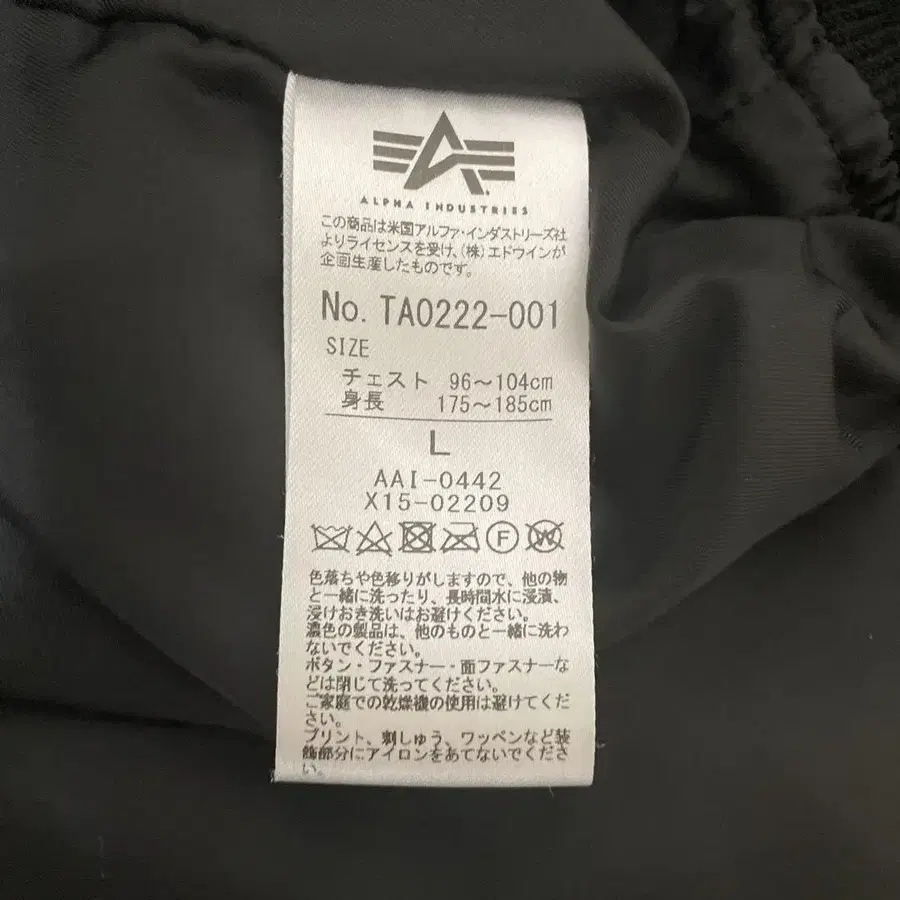 ALPHA INDUSTRIES
この商品は米国アルファ・インダストリーズ社
よりライセンスを受け、(株)エドウインが
企画生産したものです。
No. TA0222-001
SIZE
チェスト 96〜104cm
身長 175〜185cm
L
AAI-0442
X15-02209
F W
色落ちや色移りがしますので、他の物
と一緒に洗ったり、長時間水に浸漬、
浸けおき洗いはお避けください。
濃色の製品は、他のものと一緒に洗わ
ないでください。
ボタン・ファスナー・面ファスナーな
どは閉じて洗ってください。
ご家庭での乾燥機の使用は避けてくだ
さい。
プリント、刺しゅう、ワッペンなど装
飾部分にアイロンをあてないでくださ
い。